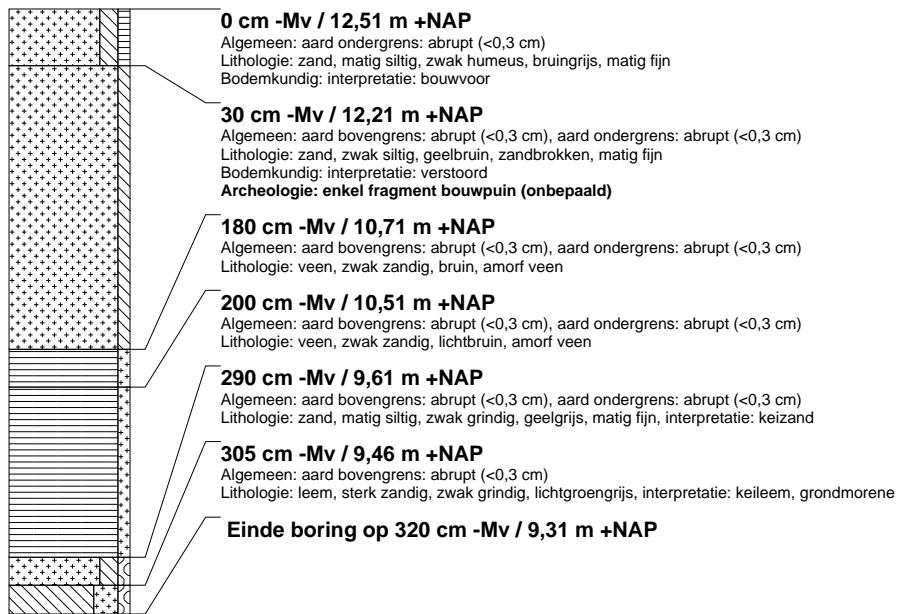 0 cm -Mv / 12,51 m +NAP
Algemeen: aard ondergrens: abrupt (<0,3 cm)
Lithologie: zand, matig siltig, zwak humeus, bruingrijs, matig fijn
Bodemkundig: interpretatie: bouwvoor
30 cm -Mv / 12,21 m +NAP
Algemeen: aard bovengrens: abrupt (<0,3 cm), aard ondergrens: abrupt (<0,3 cm)
Lithologie: zand, zwak siltig, geelbruin, zandbrokken, matig fijn
Bodemkundig: interpretatie: verstoord
Archeologie: enkel fragment bouwpuin (onbepaald)
180 cm -Mv / 10,71 m +NAP
Algemeen: aard bovengrens: abrupt (<0,3 cm), aard ondergrens: abrupt (<0,3 cm)
Lithologie: veen, zwak zandig, bruin, amorf veen
200 cm -Mv / 10,51 m +NAP
Algemeen: aard bovengrens: abrupt (<0,3 cm), aard ondergrens: abrupt (<0,3 cm)
Lithologie: veen, zwak zandig, lichtbruin, amorf veen
290 cm -Mv / 9,61 m +NAP
Algemeen: aard bovengrens: abrupt (<0,3 cm), aard ondergrens: abrupt (<0,3 cm)
Lithologie: zand, matig siltig, zwak grindig, geelgrijs, matig fijn, interpretatie: keizand
305 cm -Mv / 9,46 m +NAP
Algemeen: aard bovengrens: abrupt (<0,3 cm)
Lithologie: leem, sterk zandig, zwak grindig, lichtgroengrijs, interpretatie: keileem, grondmorene
Einde boring op 320 cm -Mv / 9,31 m +NAP